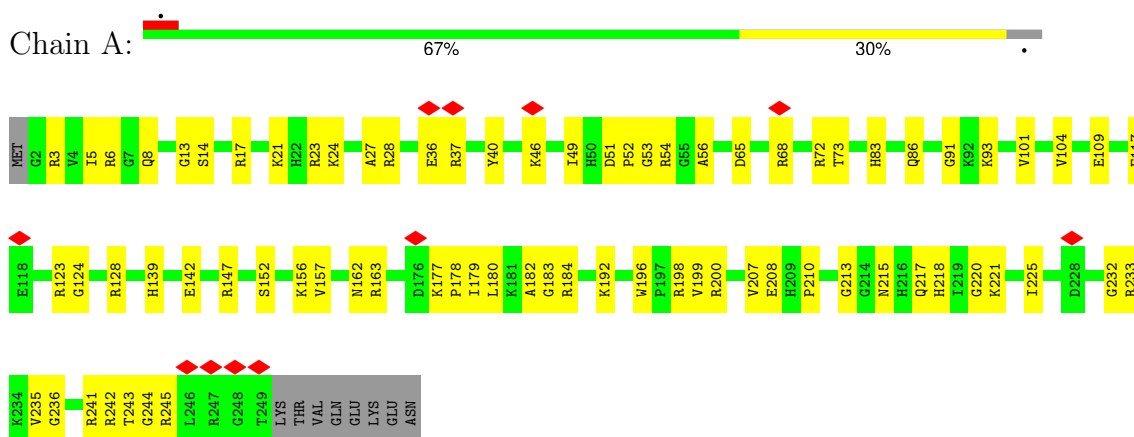 Chain A:
67% 30%
MET G2 R3 V4 I5 R6 G7 Q8 G13 S14 R17 K21 H22 R23 K24 A27 R28 E36 R37 Y40 K46 I49 H50 D51 P52 G53 R54 G55 A56 D65 R68 R72 T73 H83 Q86 G91 K92 K93 V101 V104 E109
E118 R123 G124 R128 H139 E142 R147 S152 K156 V157 N162 R163 D176 K177 P178 I179 L180 K181 A182 G183 R184 K192 W196 P197 R198 V199 R200 V207 E208 H209 P210 G213 G214 N215 H216 Q217 H218 I219 G220 K221 I225 D228 G232 R233
K234 V235 G236 R241 R242 T243 G244 R245 L246 R247 G248 T249 LYS THR VAL GLN GLU LYS GLU ASN